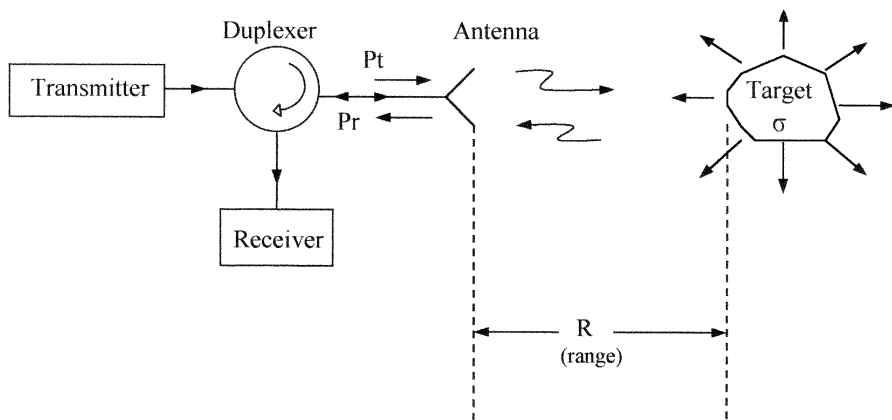 Duplexer
Antenna
Transmitter
Pt
Pr
Target
σ
Receiver
R
(range)